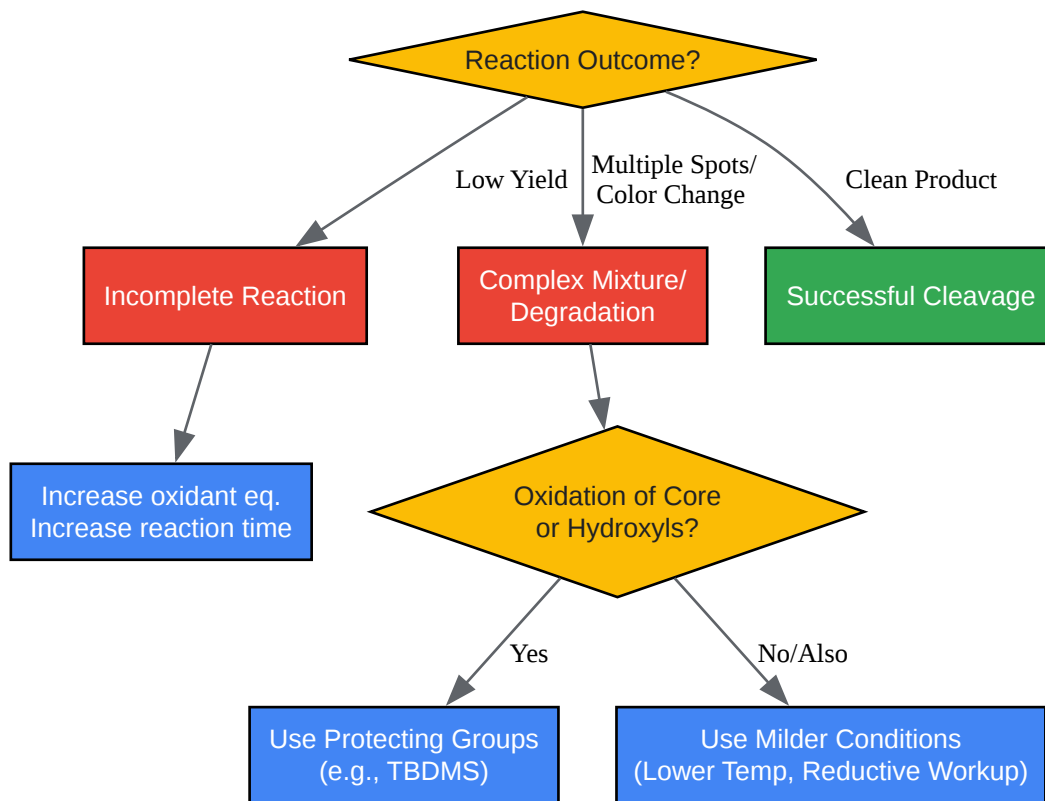 Reaction Outcome?
Low Yield
Multiple Spots/
Color Change
Clean Product
Incomplete Reaction
Complex Mixture/
Degradation
Successful Cleavage
Increase oxidant eq.
Increase reaction time
Oxidation of Core
or Hydroxyls?
Yes
No/Also
Use Protecting Groups
(e.g., TBDMS)
Use Milder Conditions
(Lower Temp, Reductive Workup)